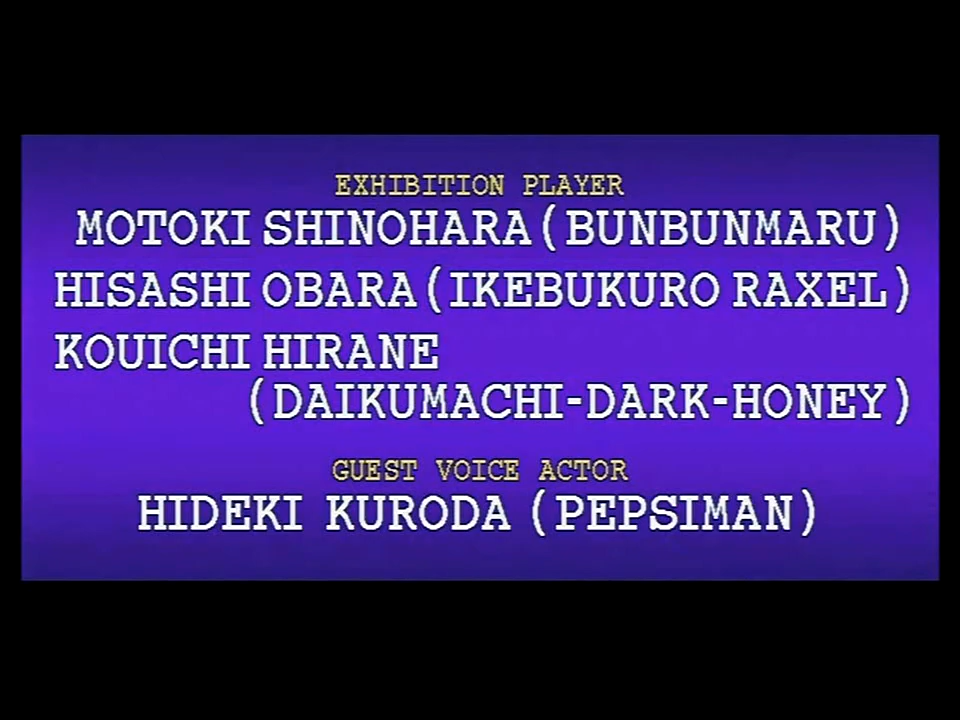 EXHIBITION PLAYER
MOTOKI SHINOHARA(BUNBUNMARU)
HISASHI OBARA(IKEBUKURO RAXEL)
KOUICHI HIRANE
(DAIKUMACHI-DARK-HONEY)
GUEST VOICE ACTOR
HIDEKI KURODA (PEPSIMAN)